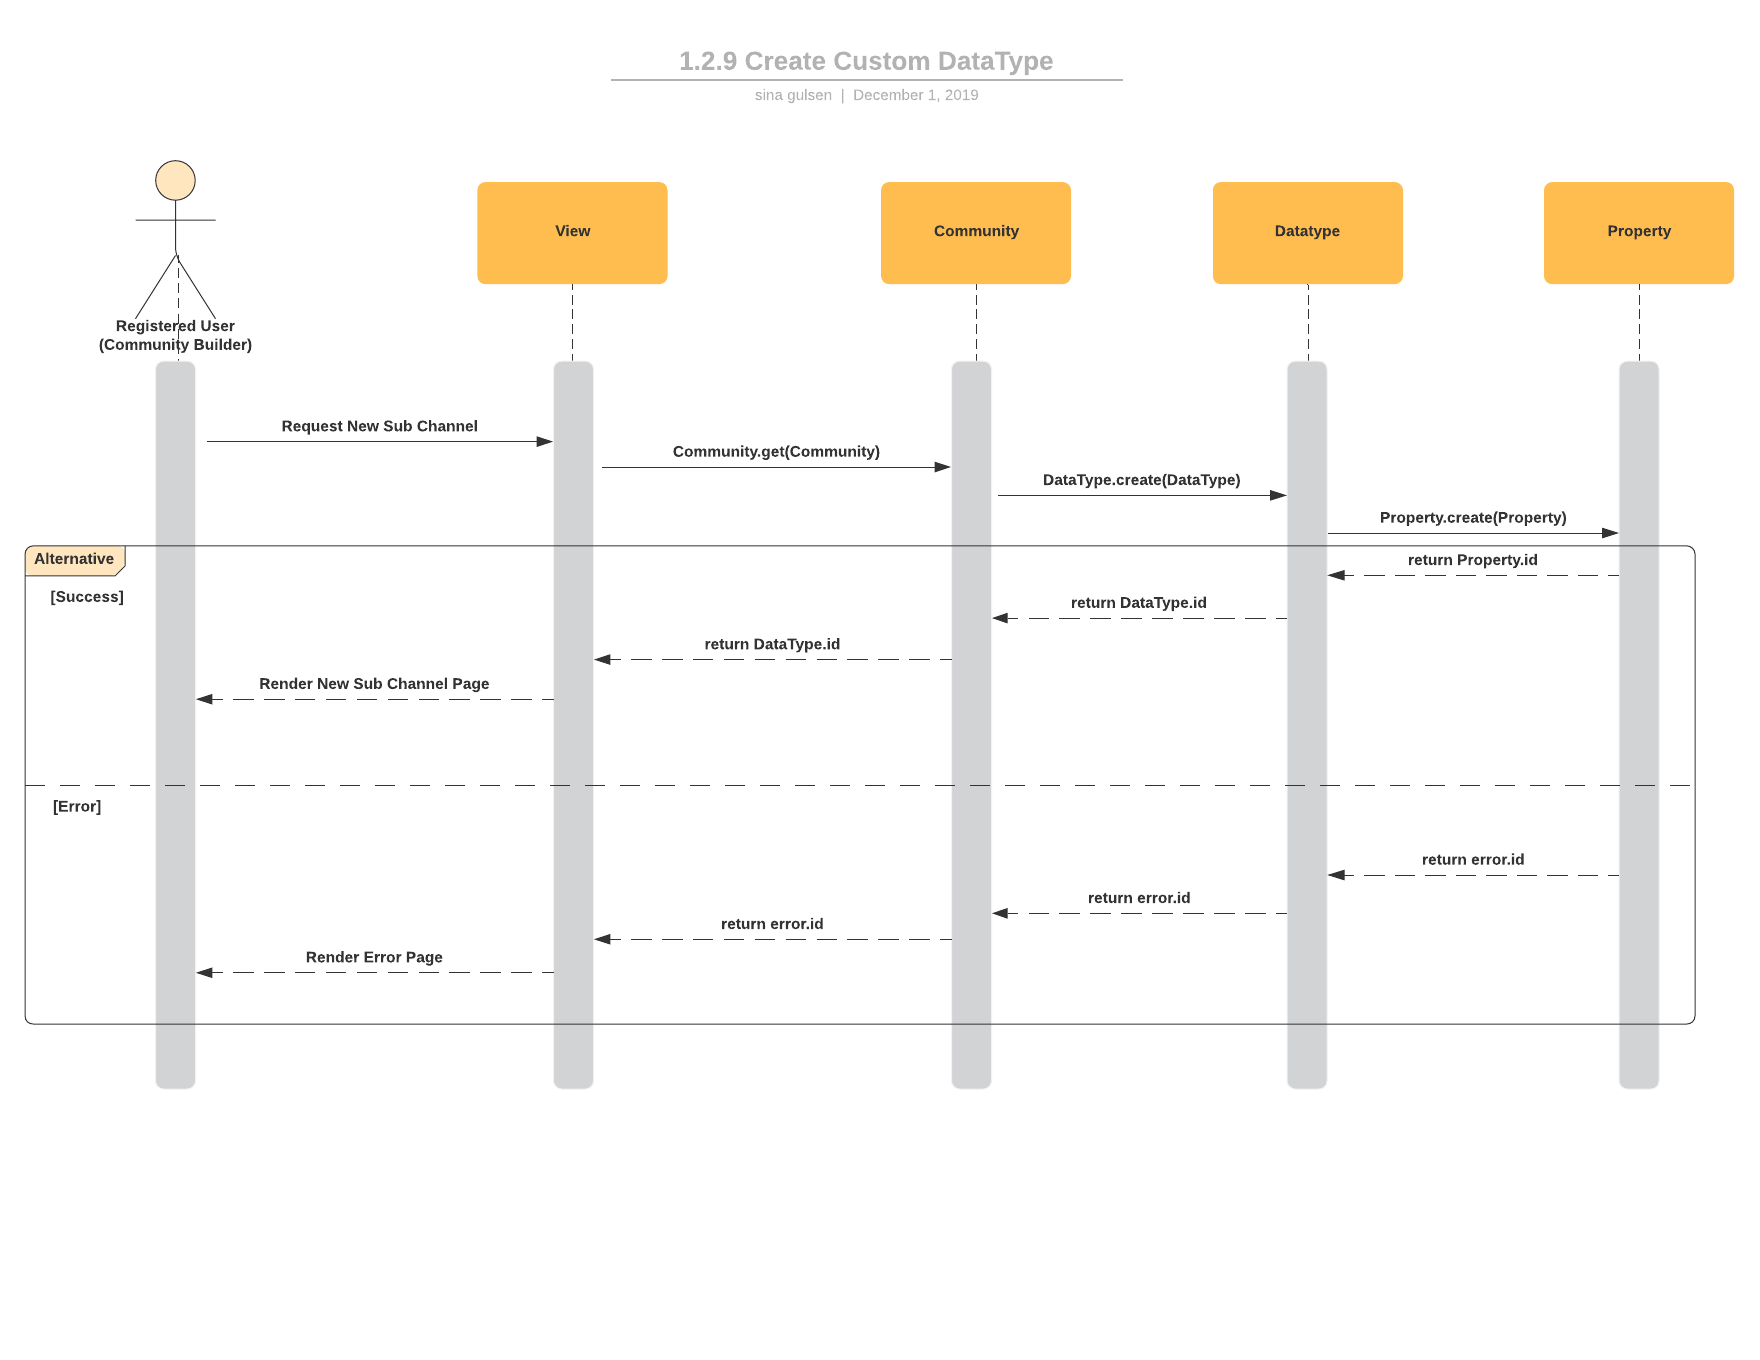 1.2.9 Create Custom DataType
sina gulsen | December 1, 2019
View
Community
Datatype
Property
Registered User
(Community Builder)
Request New Sub Channel
Community.get(Community)
DataType.create(DataType)
Property.create(Property)
Alternative
return Property.id
[Success]
return DataType.id
return DataType.id
Render New Sub Channel Page
[Error]
return error.id
return error.id
return error.id
Render Error Page